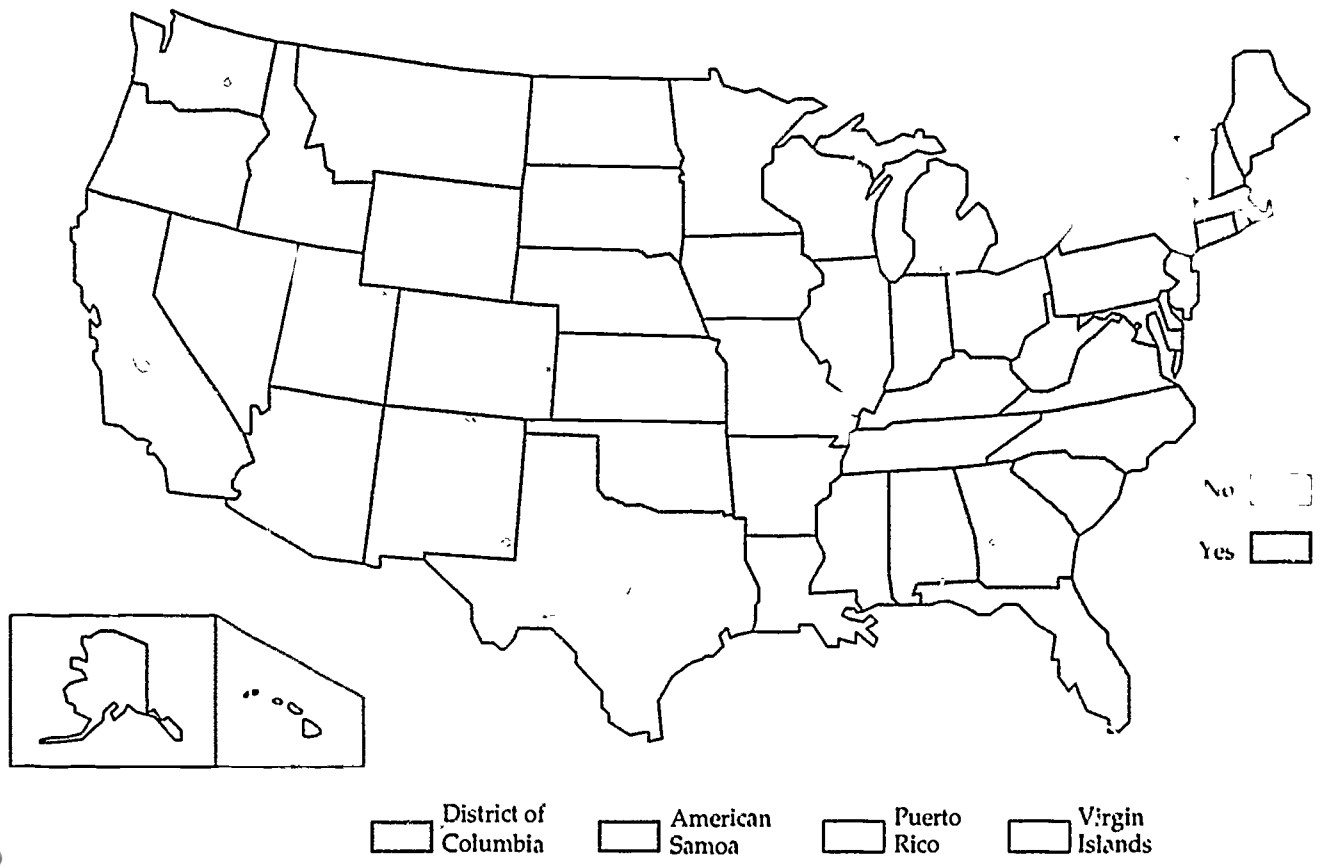 No
Yes
District of
Columbia
American
Samoa
Puerto
Rico
Virgin
Islands